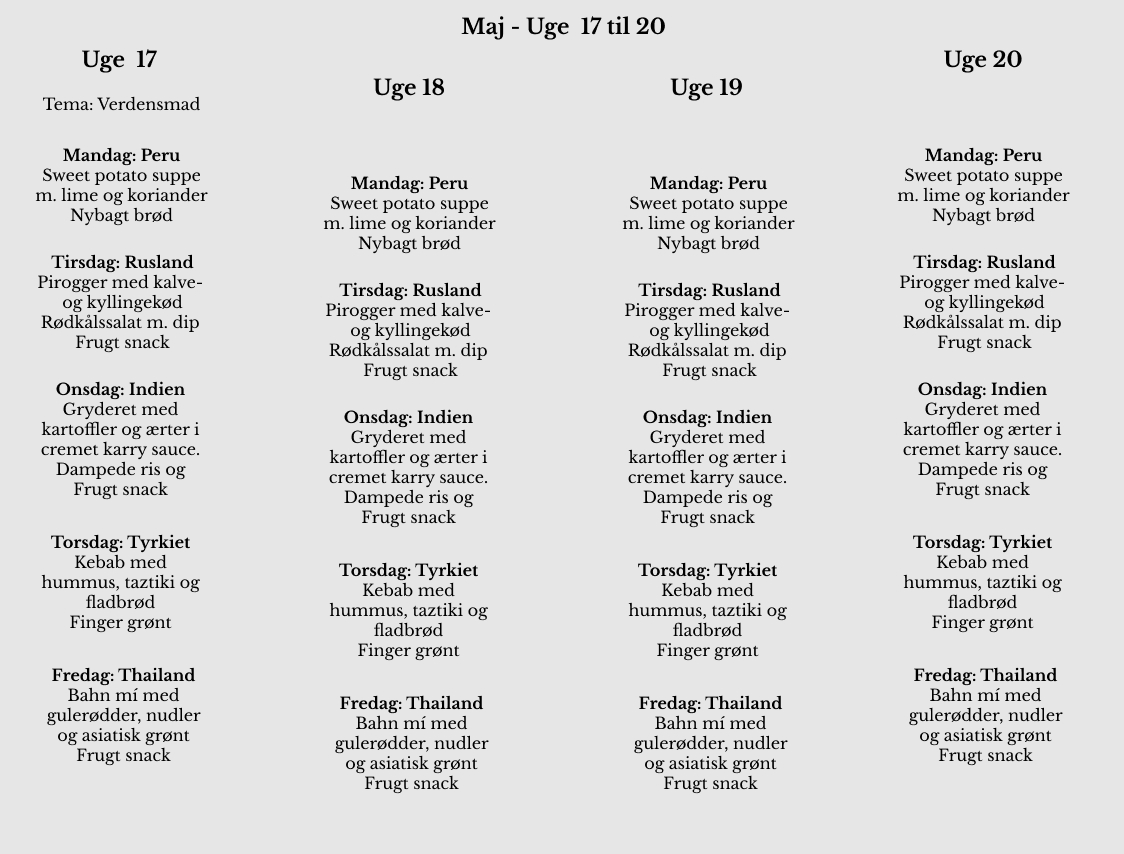 Maj - Uge  17 til 20
Uge  17
Tema: Verdensmad
Mandag: Peru
Sweet potato suppe
m. lime og koriander
Nybagt brød
Tirsdag: Rusland
Pirogger med kalve-
og kyllingekød
Rødkålssalat m. dip
Frugt snack
Onsdag: Indien
Gryderet med
kartoffler og ærter i
cremet karry sauce.
Dampede ris og
Frugt snack
Torsdag: Tyrkiet
Kebab med
hummus, taztiki og
fladbrød
Finger grønt
Fredag: Thailand
Bahn mí med
gulerødder, nudler
og asiatisk grønt
Frugt snack
Uge 18
Mandag: Peru
Sweet potato suppe
m. lime og koriander
Nybagt brød
Tirsdag: Rusland
Pirogger med kalve-
og kyllingekød
Rødkålssalat m. dip
Frugt snack
Onsdag: Indien
Gryderet med
kartoffler og ærter i
cremet karry sauce.
Dampede ris og
Frugt snack
Torsdag: Tyrkiet
Kebab med
hummus, taztiki og
fladbrød
Finger grønt
Fredag: Thailand
Bahn mí med
gulerødder, nudler
og asiatisk grønt
Frugt snack
Uge 19
Mandag: Peru
Sweet potato suppe
m. lime og koriander
Nybagt brød
Tirsdag: Rusland
Pirogger med kalve-
og kyllingekød
Rødkålssalat m. dip
Frugt snack
Onsdag: Indien
Gryderet med
kartoffler og ærter i
cremet karry sauce.
Dampede ris og
Frugt snack
Torsdag: Tyrkiet
Kebab med
hummus, taztiki og
fladbrød
Finger grønt
Fredag: Thailand
Bahn mí med
gulerødder, nudler
og asiatisk grønt
Frugt snack
Uge 20
Mandag: Peru
Sweet potato suppe
m. lime og koriander
Nybagt brød
Tirsdag: Rusland
Pirogger med kalve-
og kyllingekød
Rødkålssalat m. dip
Frugt snack
Onsdag: Indien
Gryderet med
kartoffler og ærter i
cremet karry sauce.
Dampede ris og
Frugt snack
Torsdag: Tyrkiet
Kebab med
hummus, taztiki og
fladbrød
Finger grønt
Fredag: Thailand
Bahn mí med
gulerødder, nudler
og asiatisk grønt
Frugt snack